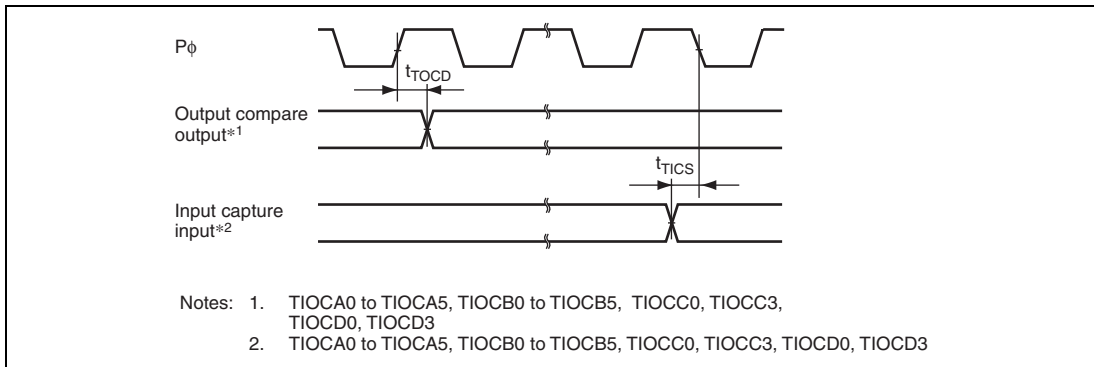 Pϕ
tTOCD
Output compare
output*1
tTICS
Input capture
input*2
Notes: 1. TIOCA0 to TIOCA5, TIOCB0 to TIOCB5, TIOCC0, TIOCC3,
TIOCD0, TIOCD3
2. TIOCA0 to TIOCA5, TIOCB0 to TIOCB5, TIOCC0, TIOCC3, TIOCD0, TIOCD3